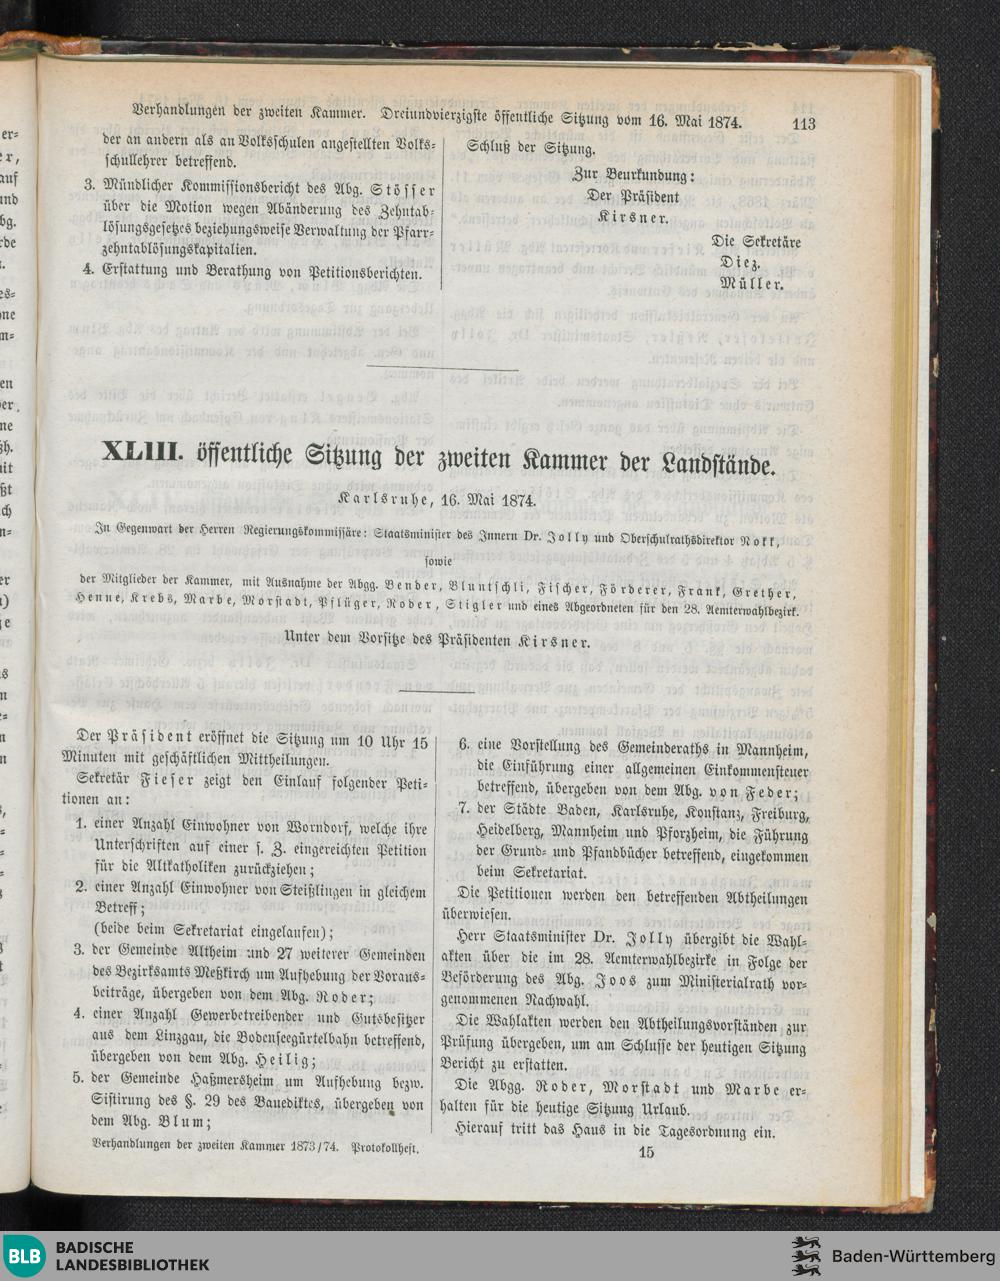 Verhandlungen der zweiten Kammer. Dreiundvierzigste öffentliche Sitzung vom 16. Mai 1874. 113
der an andern als an Volksschulen angestellten Volks-
schullehrer betreffend.
3. Mündlicher Kommissionsbericht des Abg. Stösser
über die Motion wegen Abänderung des Zehntab-
lösungsgesetzes beziehungsweise Verwaltung der Pfarr-
zehntablösungskapitalien.
4. Erstattung und Berathung von Petitionsberichten.
Schluß der Sitzung.
Zur Beurkundung:
Der Präsident
Kirsner.
Die Sekretäre
Diez.
Müller.
XLIII. öffentliche Sitzung der zweiten Kammer der Landstände.
Karlsruhe, 16. Mai 1874.
In Gegenwart der Herren Regierungskommissäre: Staatsminister des Innern Dr. Jolly und Oberschulrathsdirektor Nokk,
sowie
der Mitglieder der Kammer, mit Ausnahme der Abgg. Bender, Bluntschli, Fischer, Förderer, Frank, Grether,
Henne, Krebs, Marbe, Morstadt, Pflüger, Roder, Stigler und eines Abgeordneten für den 28. Aemterwahlbezirk.
Unter dem Vorsitze des Präsidenten Kirsner.
Der Präsident eröffnet die Sitzung um 10 Uhr 15
Minuten mit geschäftlichen Mittheilungen.
Sekretär Fieser zeigt den Einlauf folgender Peti-
tionen an:
1. einer Anzahl Einwohner von Worndorf, welche ihre
Unterschriften auf einer s. Z. eingereichten Petition
für die Altkatholiken zurückziehen;
2. einer Anzahl Einwohner von Steißlingen in gleichem
Betreff;
(beide beim Sekretariat eingelaufen);
3. der Gemeinde Altheim und 27 weiterer Gemeinden
des Bezirksamts Meßkirch um Aufhebung der Voraus-
beiträge, übergeben von dem Abg. Roder;
4. einer Anzahl Gewerbetreibender und Gutsbesitzer
aus dem Linzgau, die Bodenseegürtelbahn betreffend,
übergeben von dem Abg. Heilig;
5. der Gemeinde Haßmersheim um Aufhebung bezw.
Sistirung des §. 29 des Bauediktes, übergeben von
dem Abg. Blum;
6. eine Vorstellung des Gemeinderaths in Mannheim,
die Einführung einer allgemeinen Einkommensteuer
betreffend, übergeben von dem Abg. von Feder;
7. der Städte Baden, Karlsruhe, Konstanz, Freiburg,
Heidelberg, Mannheim und Pforzheim, die Führung
der Grund- und Pfandbücher betreffend, eingekommen
beim Sekretariat.
Die Petitionen werden den betreffenden Abtheilungen
überwiesen.
Herr Staatsminister Dr. Jolly übergibt die Wahl-
akten über die im 28. Aemterwahlbezirke in Folge der
Beförderung des Abg. Joos zum Ministerialrath vor-
genommenen Nachwahl.
Die Wahlakten werden den Abtheilungsvorständen zur
Prüfung übergeben, um am Schlusse der heutigen Sitzung
Bericht zu erstatten.
Die Abgg. Roder, Morstadt und Marbe er-
halten für die heutige Sitzung Urlaub.
Hierauf tritt das Haus in die Tagesordnung ein.
Verhandlungen der zweiten Kammer 1873/74. Protokollheft.
15
BLB BADISCHE
LANDESBIBLIOTHEK
Baden-Württemberg